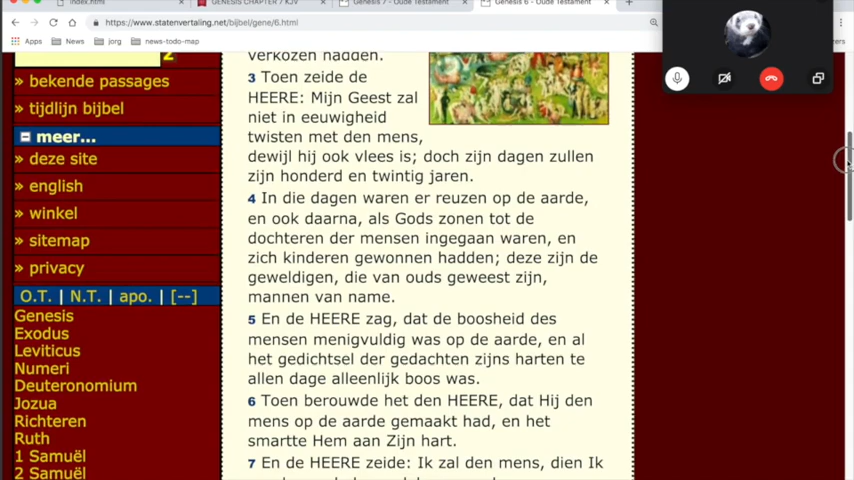 index.html
GENESIS CHAPTER 7 KJV
Genesis 7 - Oude Testament
Genesis 6 - Oude Testament
https://www.statenvertaling.net/bijbel/gene/6.html
Apps
News
jorg
news-todo-map
2
» bekende passages
» tijdlijn bijbel
meer...
» deze site
» english
» winkel
» sitemap
» privacy
O.T. | N.T. | apo. | [--]
Genesis
Exodus
Leviticus
Numeri
Deuteronomium
Jozua
Richteren
Ruth
1 Samuël
2 Samuël
verkozen hadden.
3 Toen zeide de
HEERE: Mijn Geest zal
niet in eeuwigheid
twisten met den mens,
dewijl hij ook vlees is; doch zijn dagen zullen
zijn honderd en twintig jaren.
4 In die dagen waren er reuzen op de aarde,
en ook daarna, als Gods zonen tot de
dochteren der mensen ingegaan waren, en
zich kinderen gewonnen hadden; deze zijn de
geweldigen, die van ouds geweest zijn,
mannen van name.
5 En de HEERE zag, dat de boosheid des
mensen menigvuldig was op de aarde, en al
het gedichtsel der gedachten zijns harten te
allen dage alleenlijk boos was.
6 Toen berouwde het den HEERE, dat Hij den
mens op de aarde gemaakt had, en het
smartte Hem aan Zijn hart.
7 En de HEERE zeide: Ik zal den mens, dien Ik